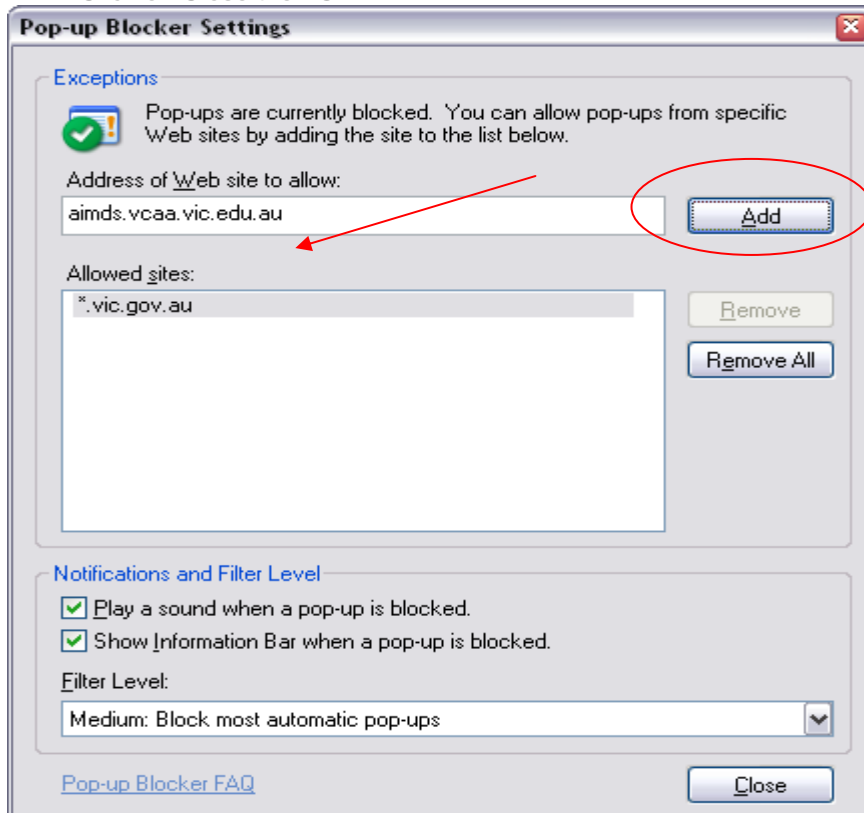 Pop-up Blocker Settings
Exceptions
Pop-ups are currently blocked. You can allow pop-ups from specific
Web sites by adding the site to the list below.
Address of Web site to allow:
aimds.vcaa.vic.edu.au
Add
Allowed sites:
*.vic.gov.au
Remove
Remove All
Notifications and Filter Level
Play a sound when a pop-up is blocked.
Show Information Bar when a pop-up is blocked.
Filter Level:
Medium: Block most automatic pop-ups
Pop-up Blocker FAQ
Close